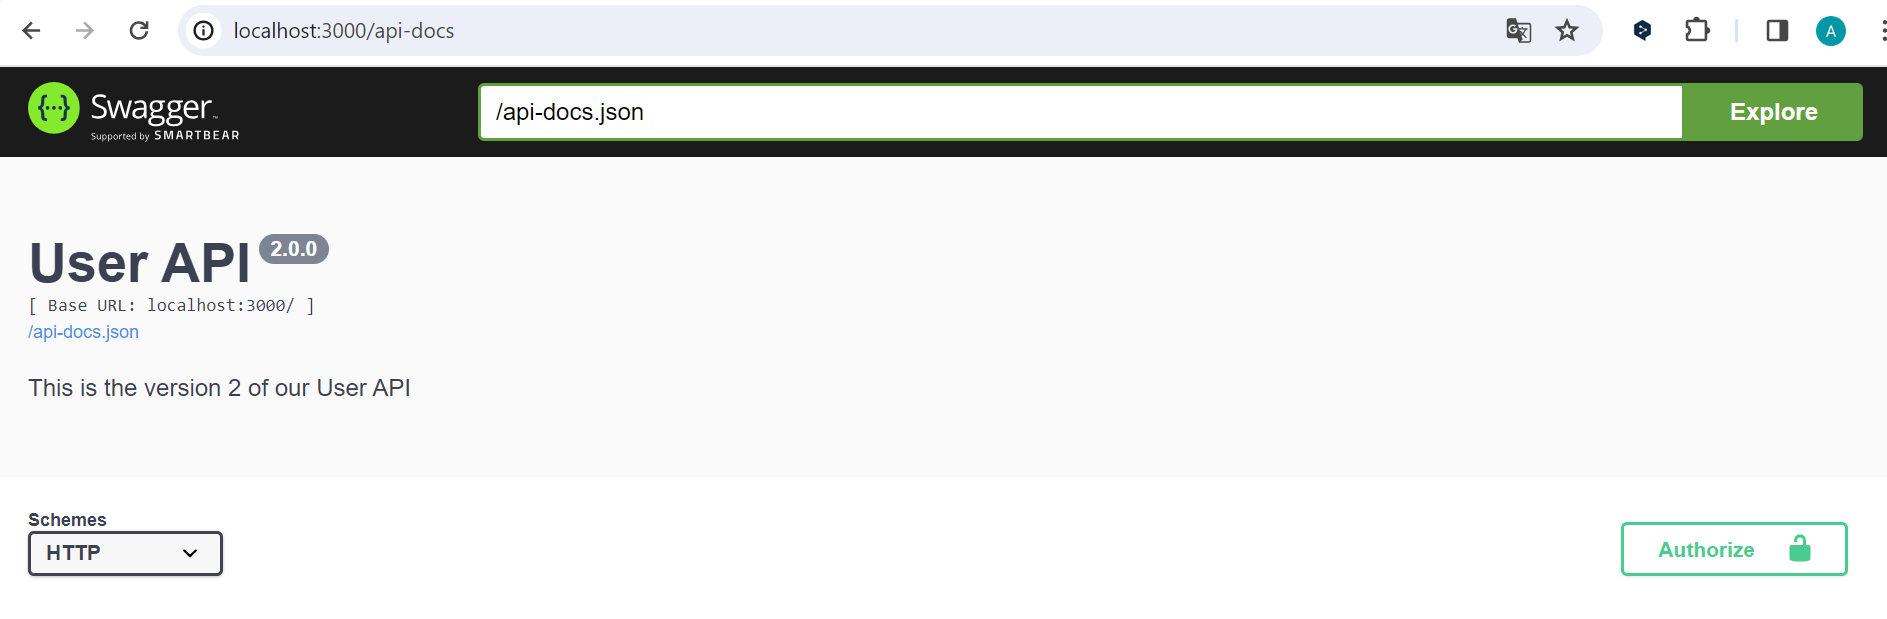 localhost:3000/api-docs
A
{···} Swagger™
Supported by SMARTBEAR
/api-docs.json
Explore
User API 2.0.0
[ Base URL: localhost:3000/ ]
/api-docs.json
This is the version 2 of our User API
Schemes
HTTP
Authorize